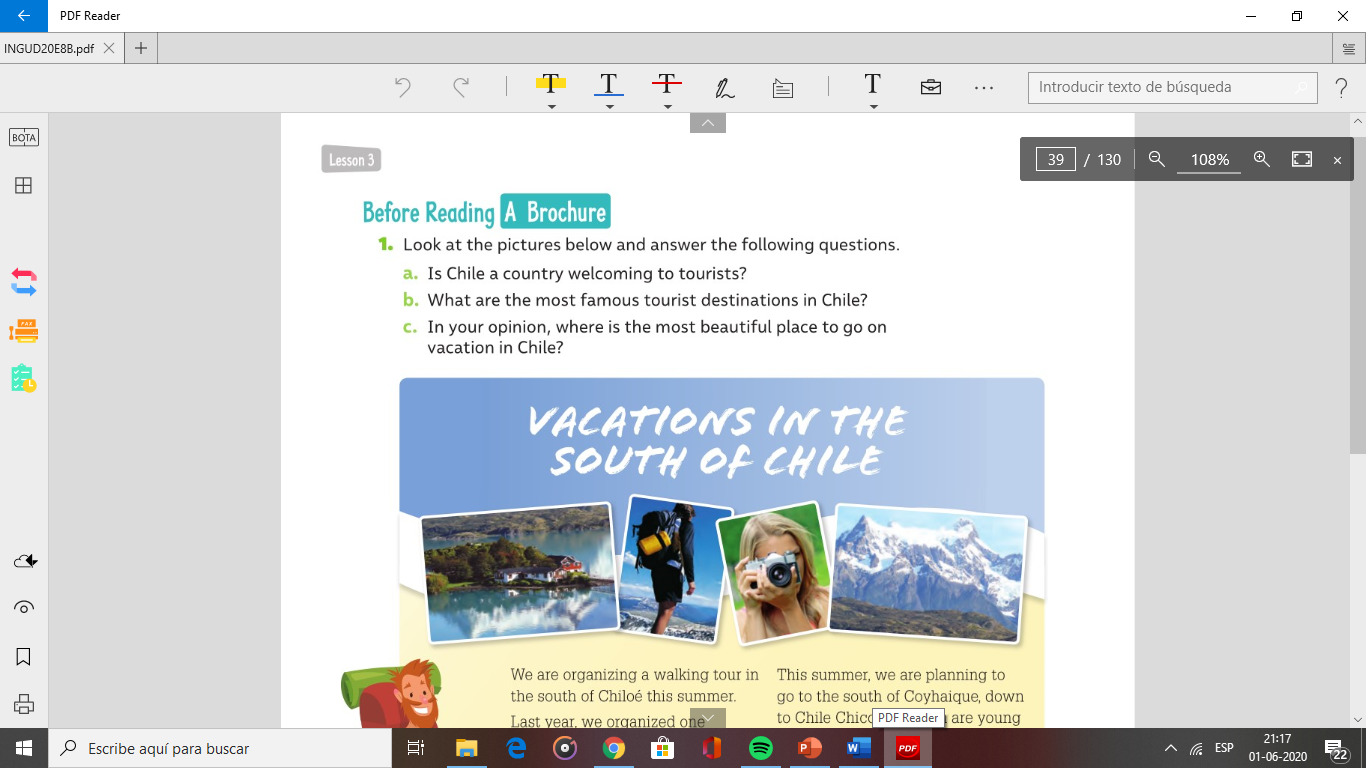 PDF Reader
INGUD20E8B.pdf
Introducir texto de búsqueda
BOTA
39 / 130
108%
FAX
Lesson 3
Before Reading A Brochure
1. Look at the pictures below and answer the following questions.
a. Is Chile a country welcoming to tourists?
b. What are the most famous tourist destinations in Chile?
c. In your opinion, where is the most beautiful place to go on
vacation in Chile?
VACATIONS IN THE
SOUTH OF CHILE
We are organizing a walking tour in
the south of Chiloé this summer.
Last year, we organized one
This summer, we are planning to
go to the south of Coyhaique, down
to Chile Chico
are young
PDF Reader
Escribe aquí para buscar
PDF
ESP
21:17
01-06-2020
22